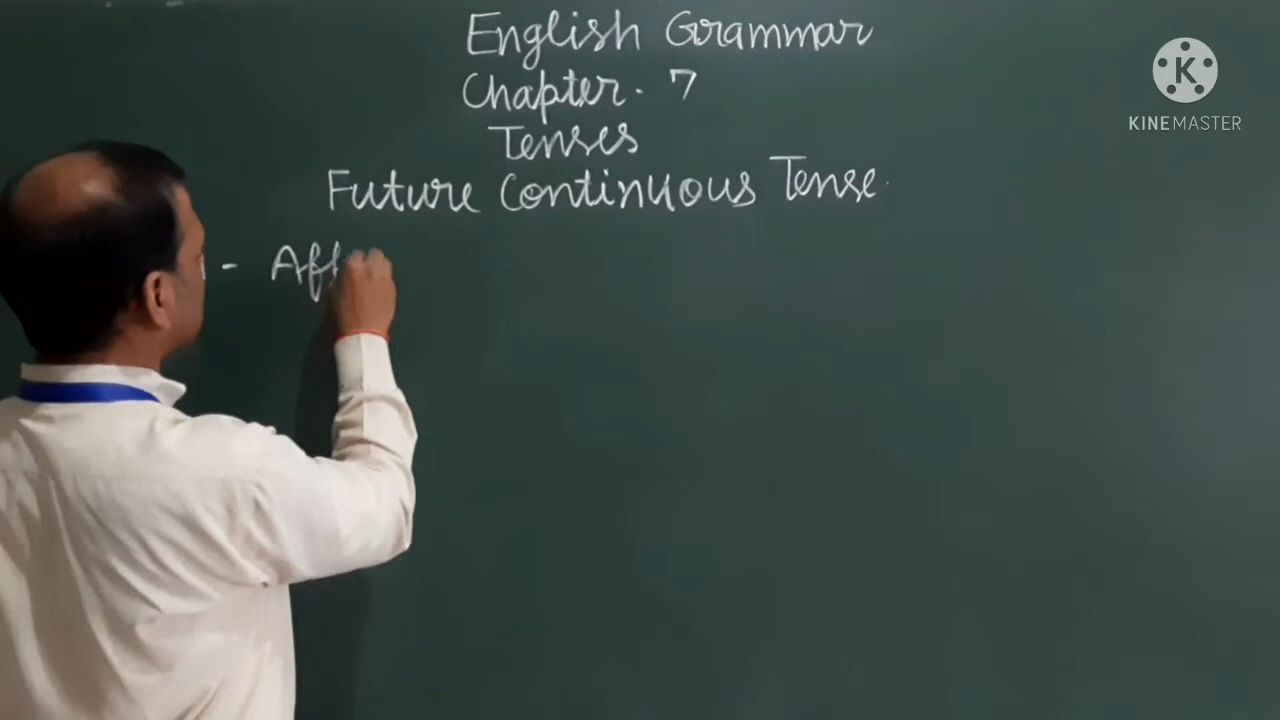 English Grammar
Chapter. 7
Tenses
Future Continuous Tense.
- Aff
KINEMASTER